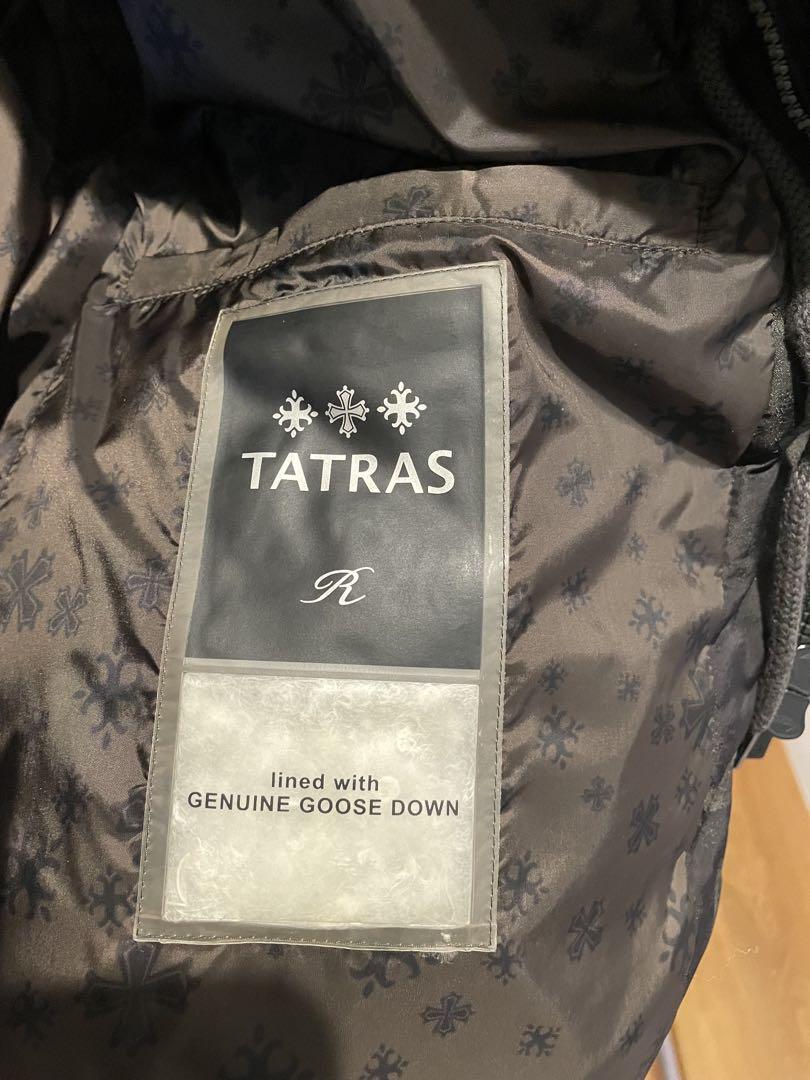 TATRAS
R
lined with
GENUINE GOOSE DOWN